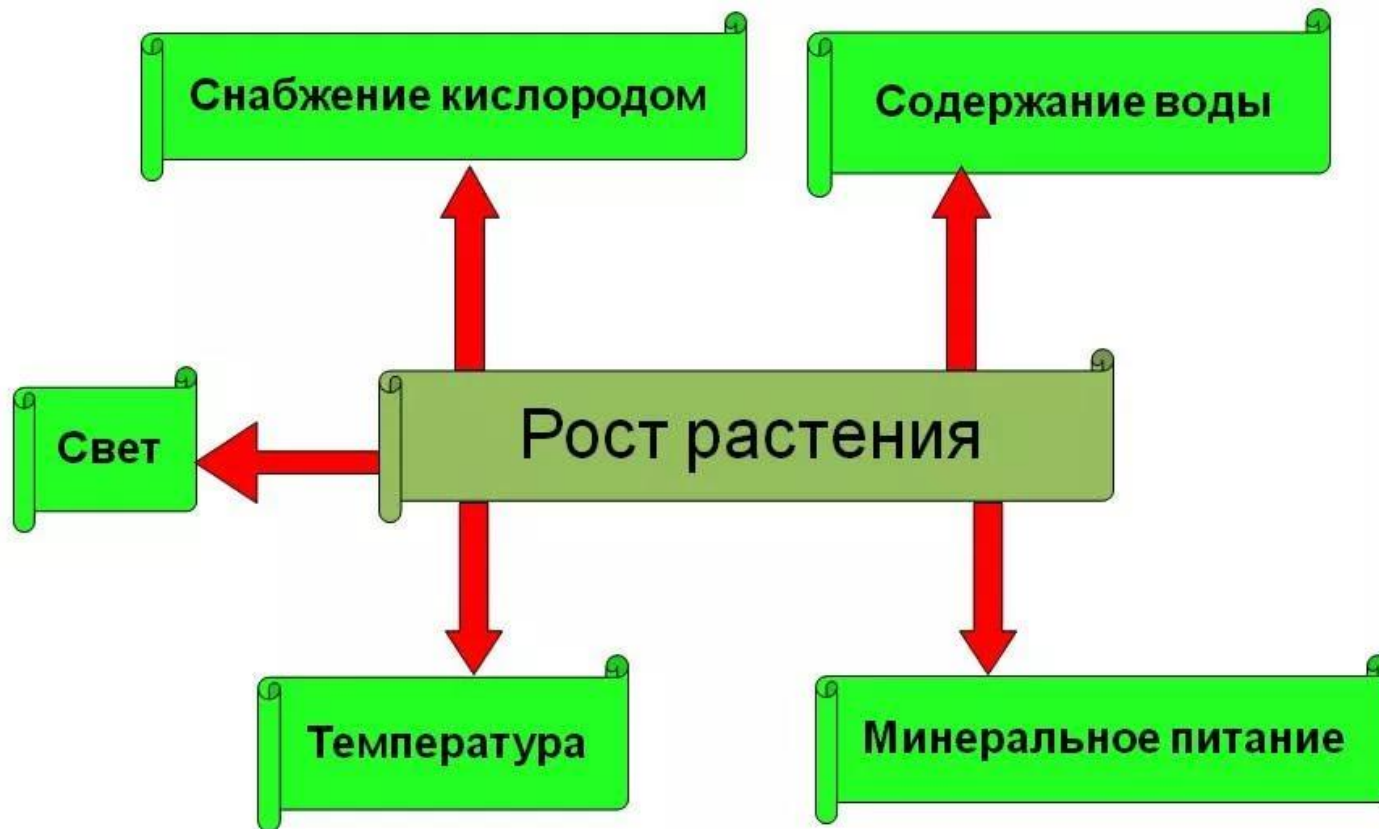 Снабжение кислородом
Содержание воды
Свет
Рост растения
Температура
Минеральное питание